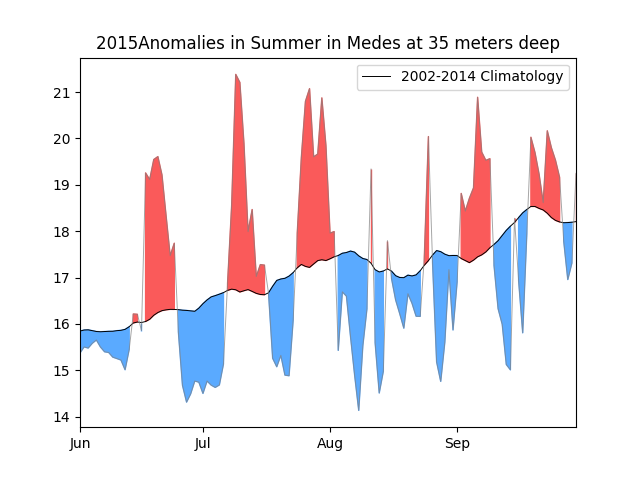 2015Anomalies in Summer in Medes at 35 meters deep
2002-2014 Climatology
21
20
19
18
17
16
15
14
Jun
Jul
Aug
Sep